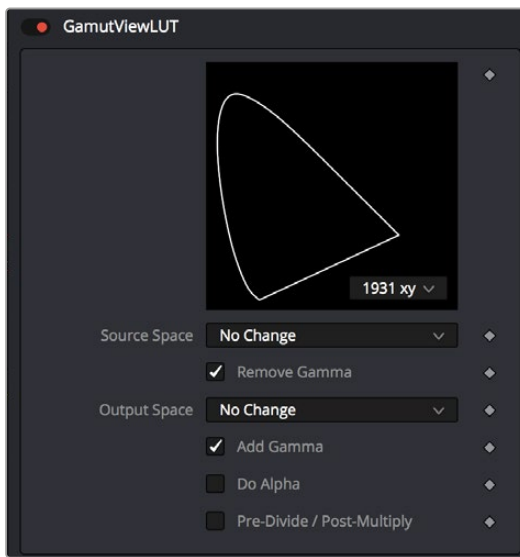 GamutViewLUT
1931 xy
Source Space No Change
Remove Gamma
Output Space No Change
Add Gamma
Do Alpha
Pre-Divide / Post-Multiply